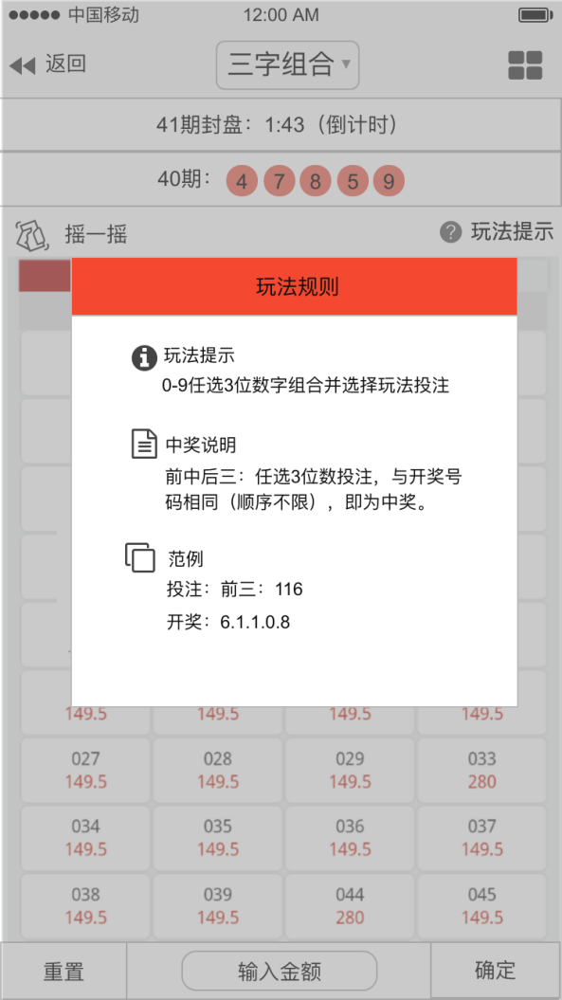 中国移动 12:00 AM
返回 三字组合
41期封盘：1:43（倒计时）
40期： 4 7 8 5 9
摇一摇 ? 玩法提示
玩法规则
玩法提示
0-9任选3位数字组合并选择玩法投注
中奖说明
前中后三：任选3位数投注，与开奖号
码相同（顺序不限），即为中奖。
范例
投注：前三：116
开奖：6.1.1.0.8
149.5 149.5 149.5 149.5
027 028 029 033
149.5 149.5 149.5 280
034 035 036 037
149.5 149.5 149.5 149.5
038 039 044 045
149.5 149.5 280 149.5
重置 输入金额 确定